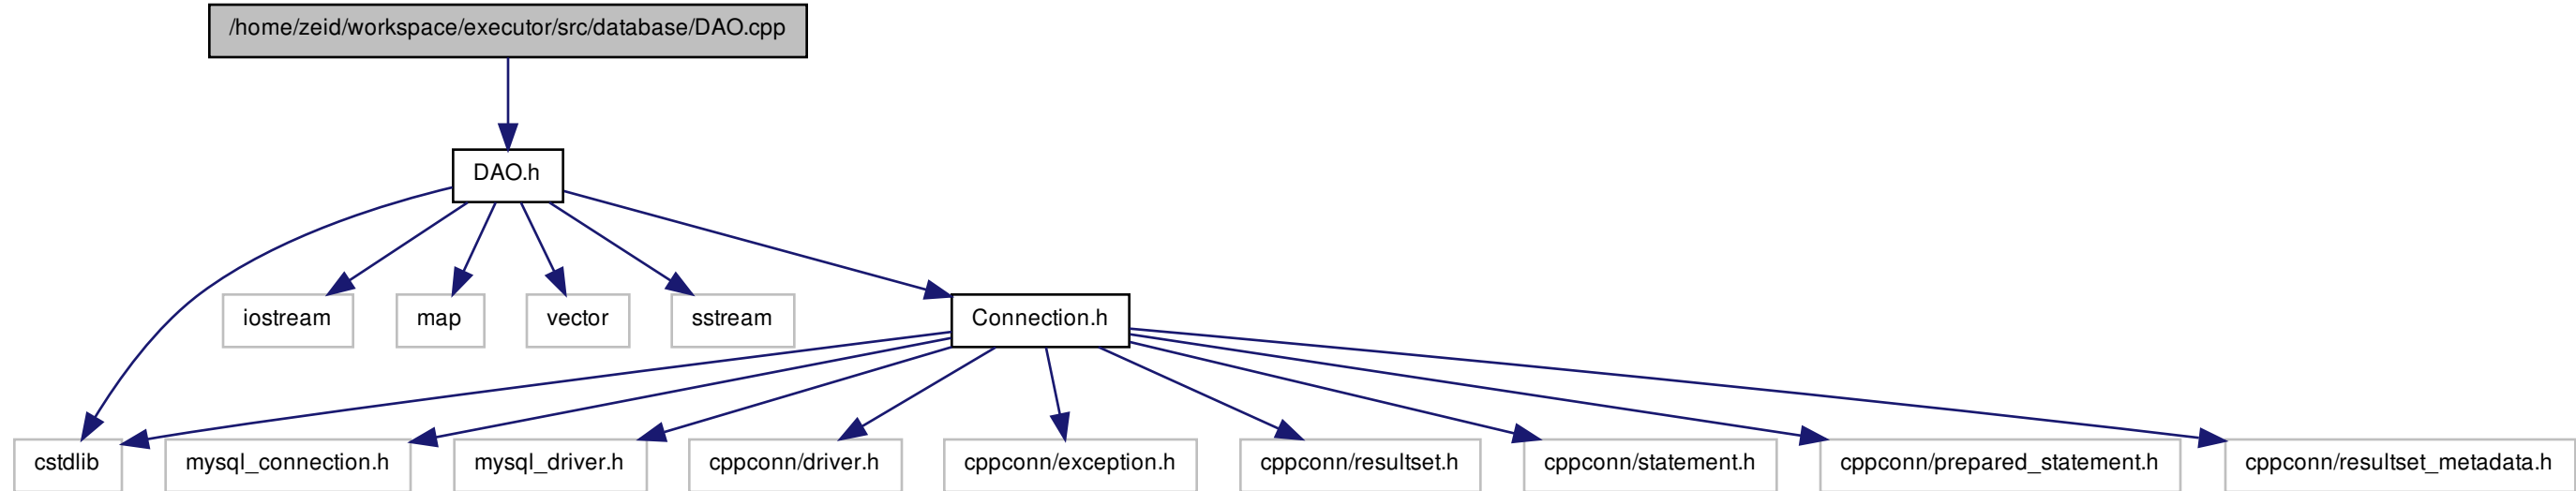 /home/zeid/workspace/executor/src/database/DAO.cpp
DAO.h
iostream
map
vector
sstream
Connection.h
cstdlib
mysql_connection.h
mysql_driver.h
cppconn/driver.h
cppconn/exception.h
cppconn/resultset.h
cppconn/statement.h
cppconn/prepared_statement.h
cppconn/resultset_metadata.h